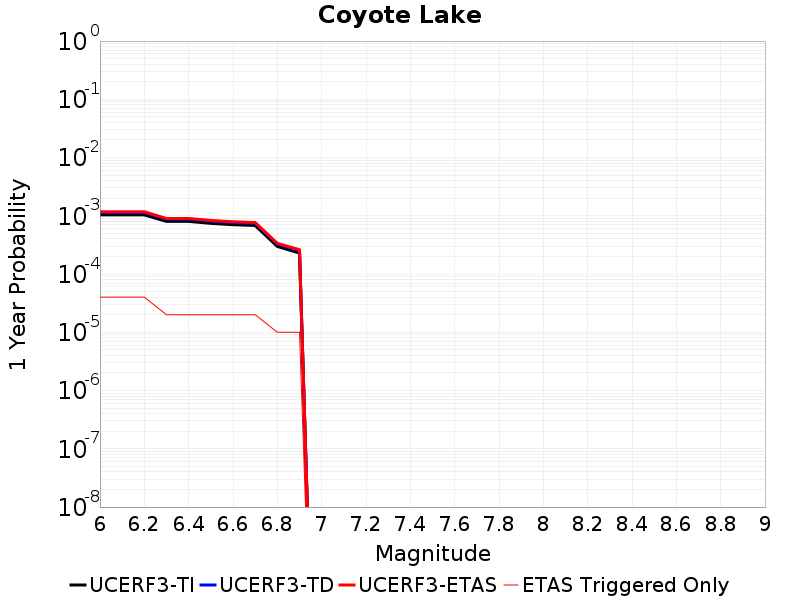 Coyote Lake
1 Year Probability
10^0
10^-1
10^-2
10^-3
10^-4
10^-5
10^-6
10^-7
10^-8
6 6.2 6.4 6.6 6.8 7 7.2 7.4 7.6 7.8 8 8.2 8.4 8.6 8.8 9
Magnitude
UCERF3-TI UCERF3-TD UCERF3-ETAS ETAS Triggered Only